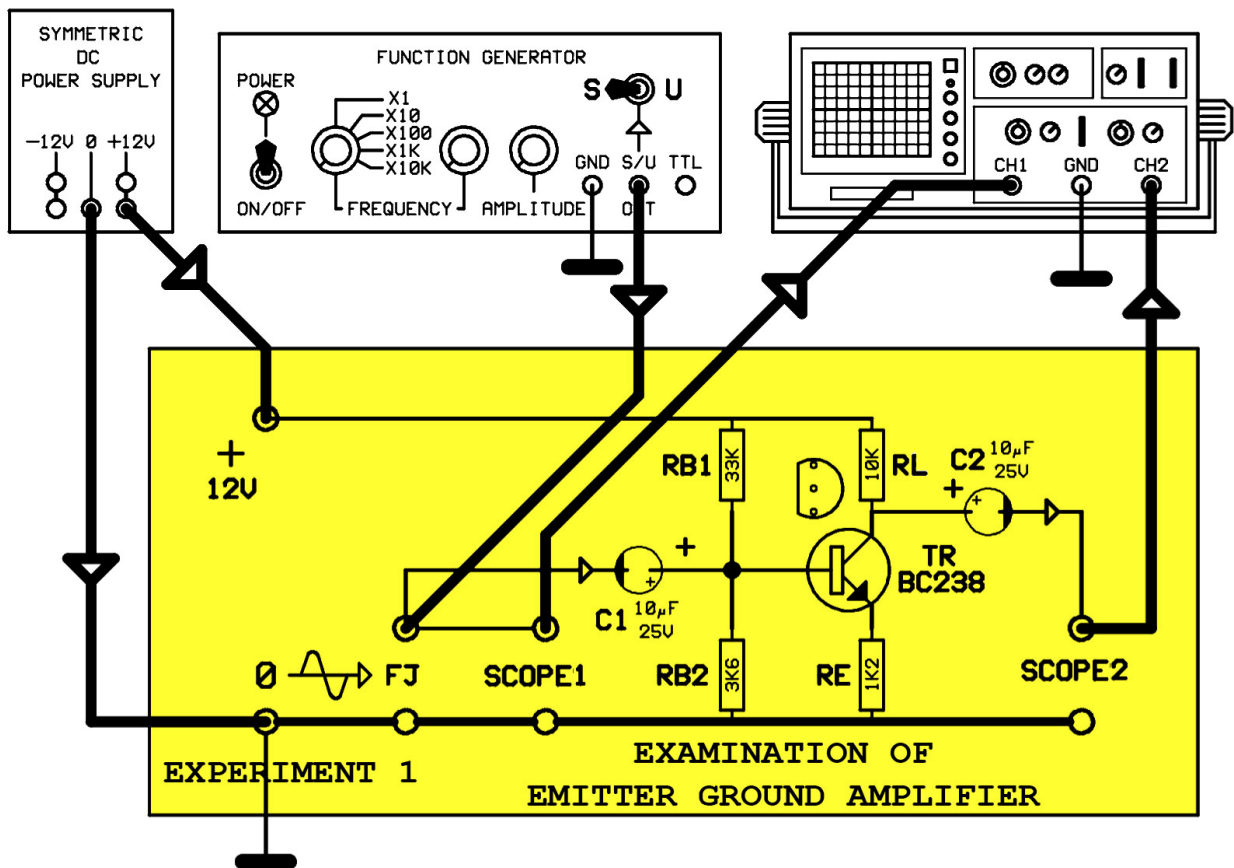 SYMMETRIC
DC
POWER SUPPLY
-12V 0 +12V
FUNCTION GENERATOR
POWER
ON/OFF
X1
X10
X100
X1K
X10K
FREQUENCY
AMPLITUDE
S U
GND S/U TTL
OUT
CH1 GND CH2
+
12V
RB1 33K
10K RL
C2 10µF
25V
+
TR
BC238
+
C1 10µF
25V
+
+
0 FJ SCOPE1
RB2 3K6
RE 1K2
SCOPE2
EXPERIMENT 1
EXAMINATION OF
EMITTER GROUND AMPLIFIER